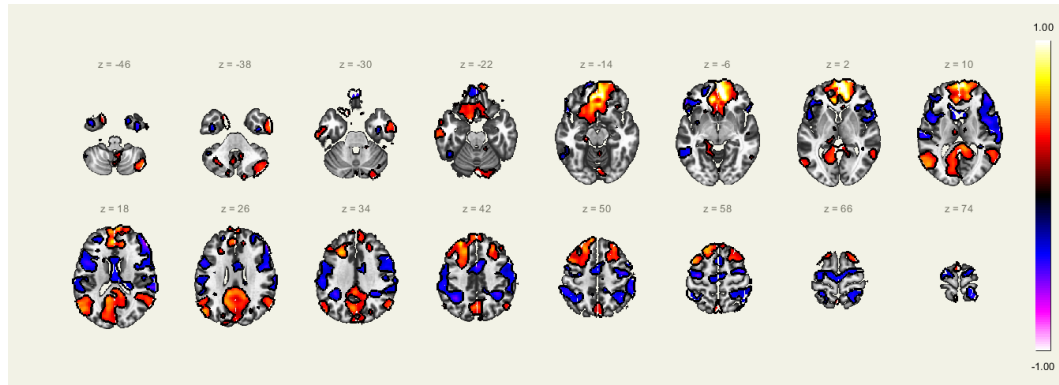 1.00
z = -46
z = -38
z = -30
z = -22
z = -14
z = -6
z = 2
z = 10
z = 18
z = 26
z = 34
z = 42
z = 50
z = 58
z = 66
z = 74
-1.00